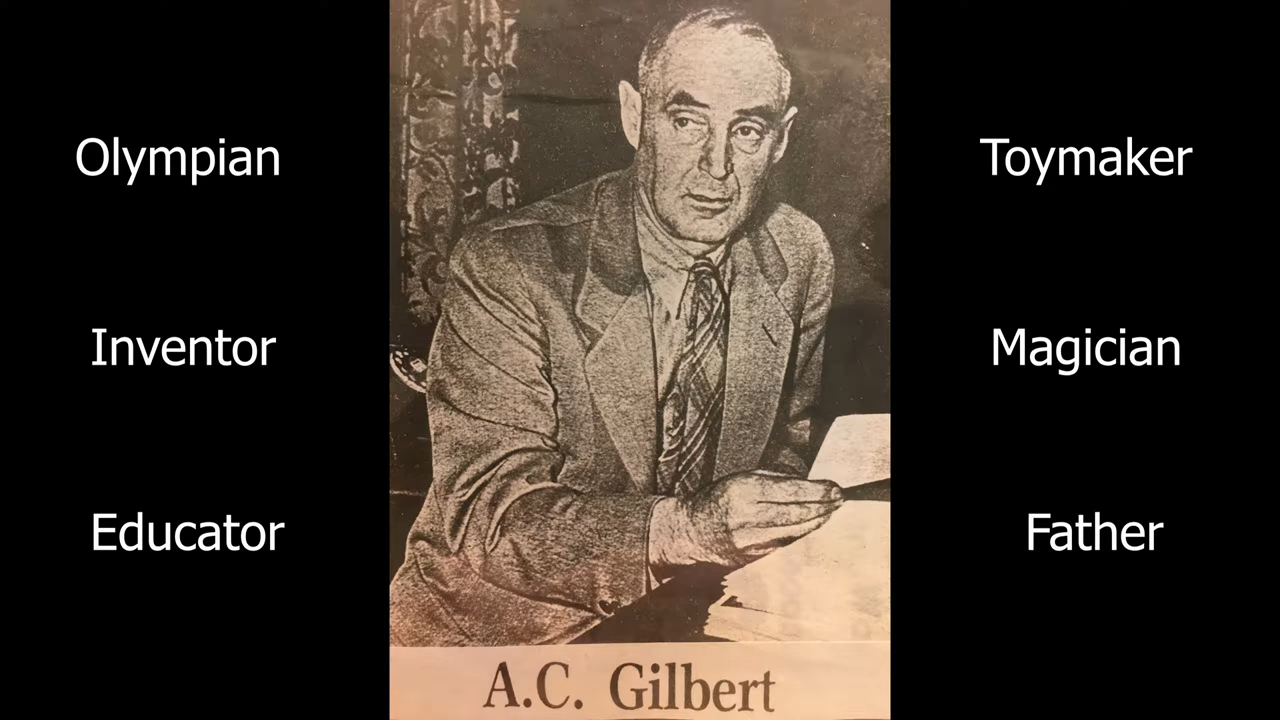 Olympian
Toymaker
Inventor
Magician
Educator
Father
A.C. Gilbert